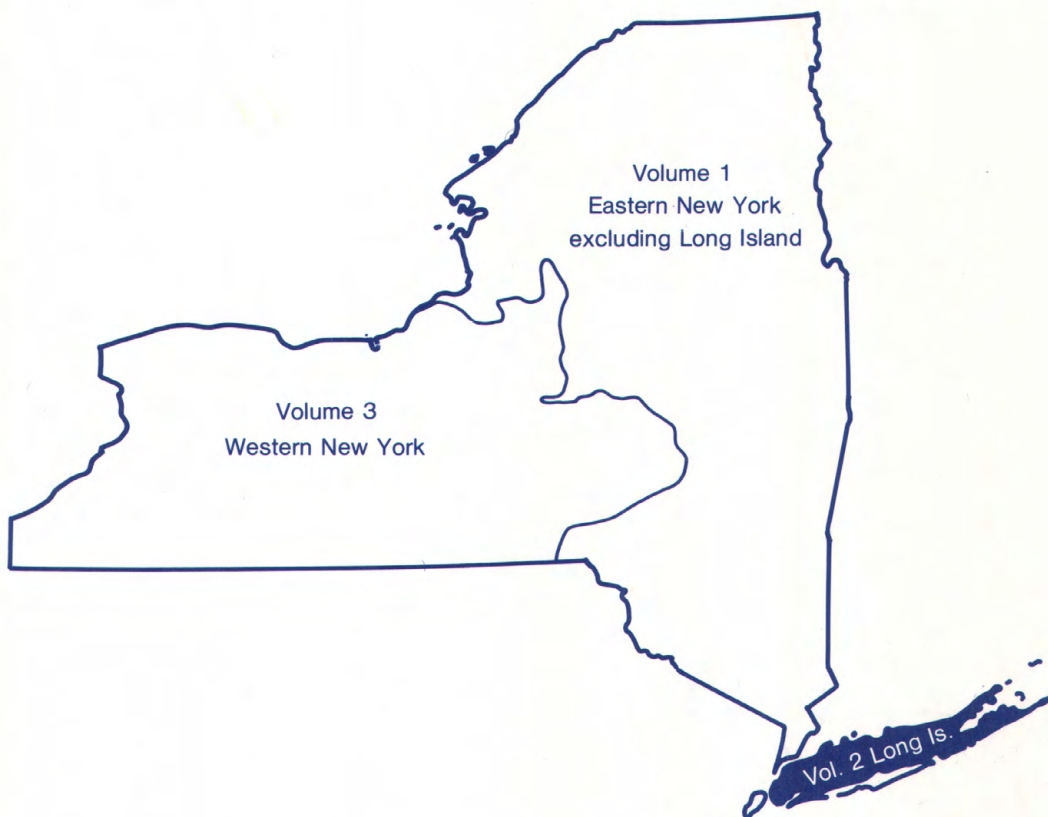 Volume 1
Eastern New York
excluding Long Island
Volume 3
Western New York
Vol. 2 Long Is.